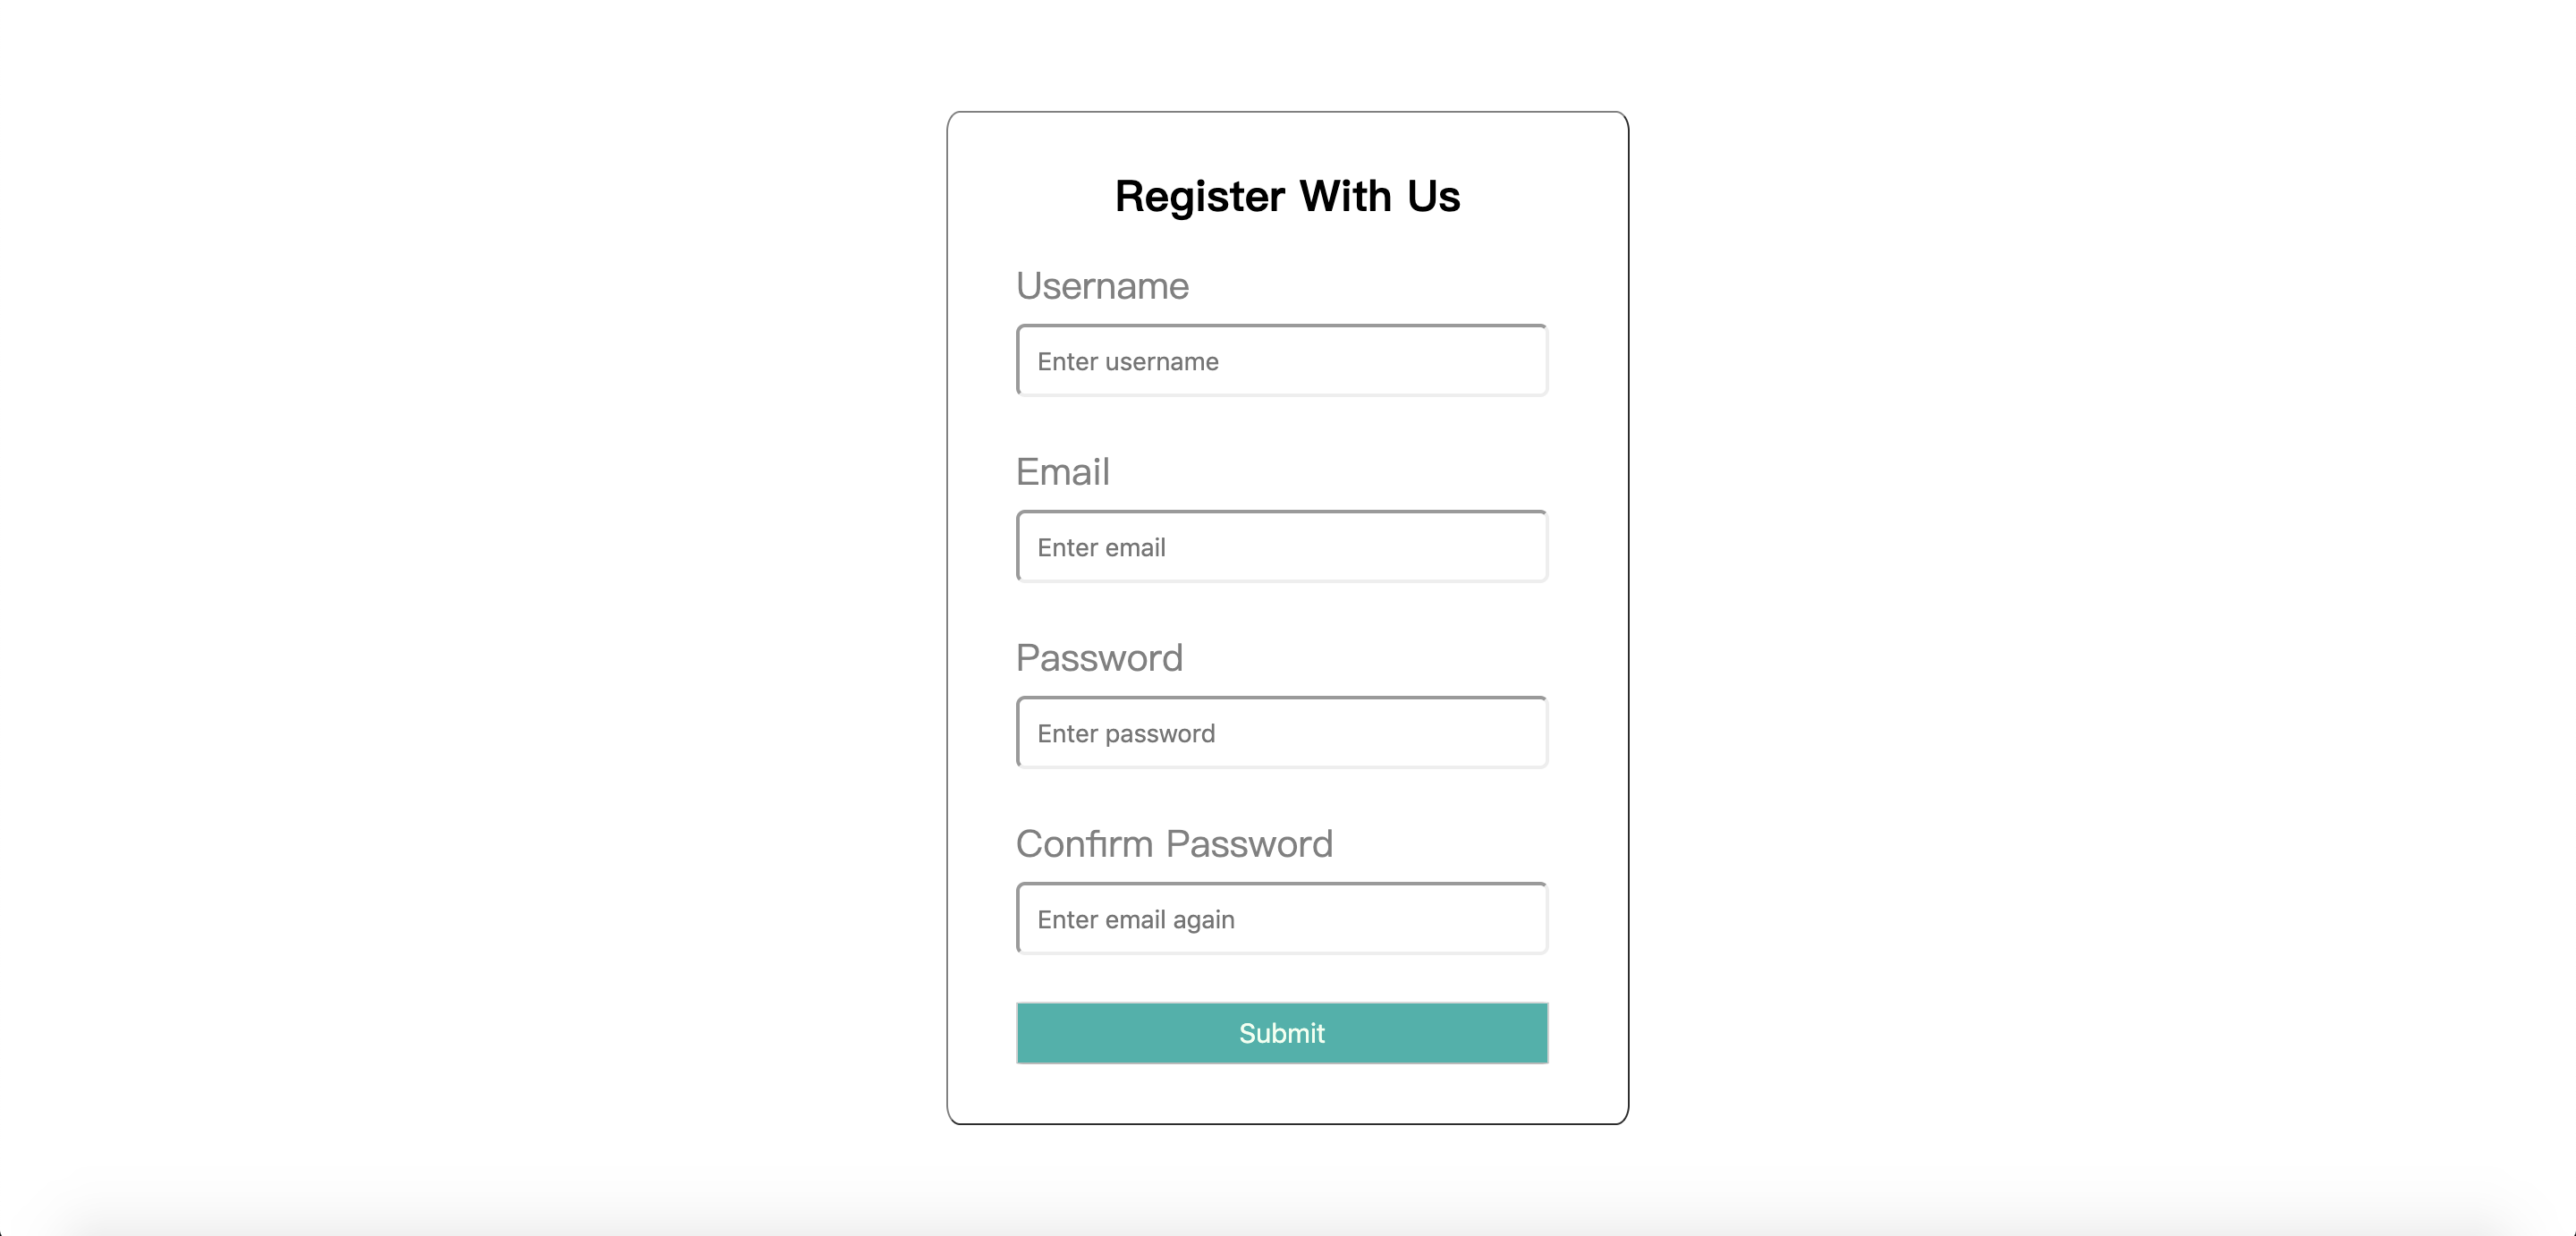 Register With Us
Username
Enter username
Email
Enter email
Password
Enter password
Confirm Password
Enter email again
Submit